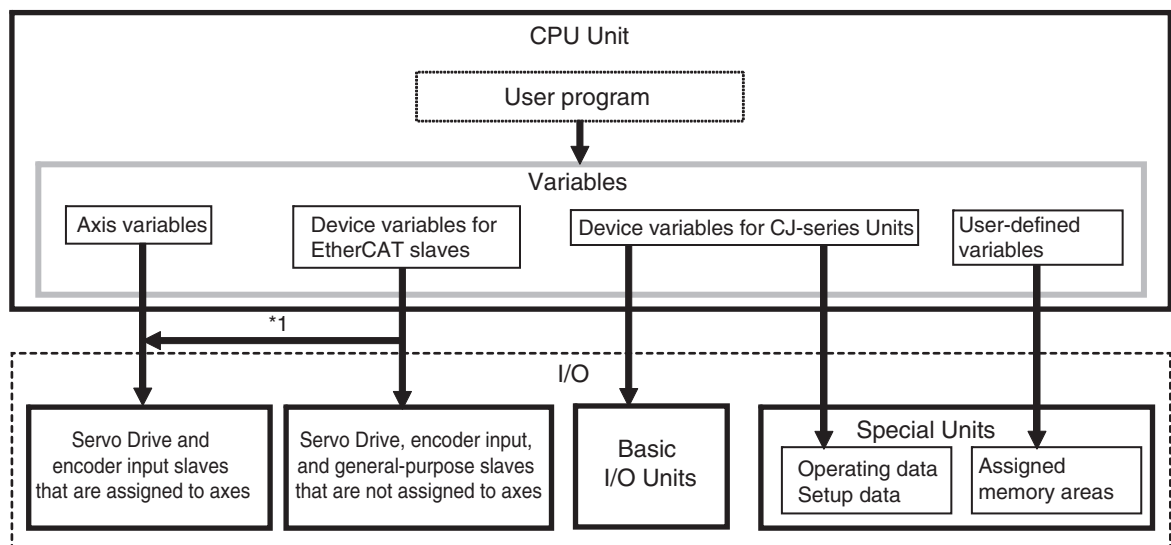 CPU Unit
User program
Variables
Axis variables
Device variables for
EtherCAT slaves
Device variables for CJ-series Units
User-defined
variables
*1
I/O
Servo Drive and
encoder input slaves
that are assigned to axes
Servo Drive, encoder input,
and general-purpose slaves
that are not assigned to axes
Basic
I/O Units
Special Units
Operating data
Setup data
Assigned
memory areas